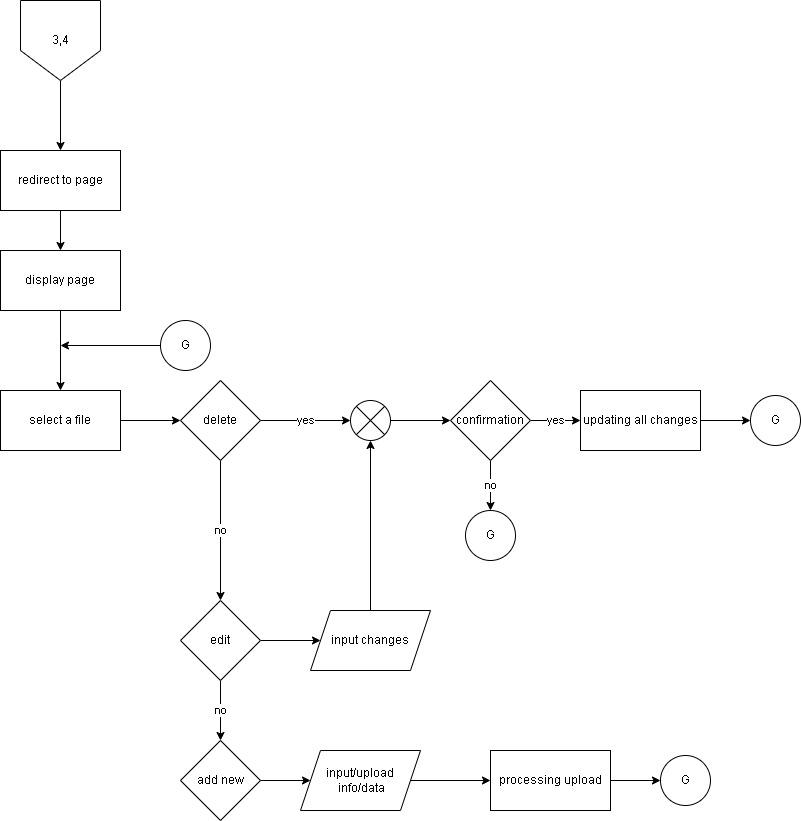 3,4
redirect to page
display page
G
select a file
delete
yes
confirmation
yes
updating all changes
G
no
G
no
edit
input changes
no
add new
input/upload
info/data
processing upload
G